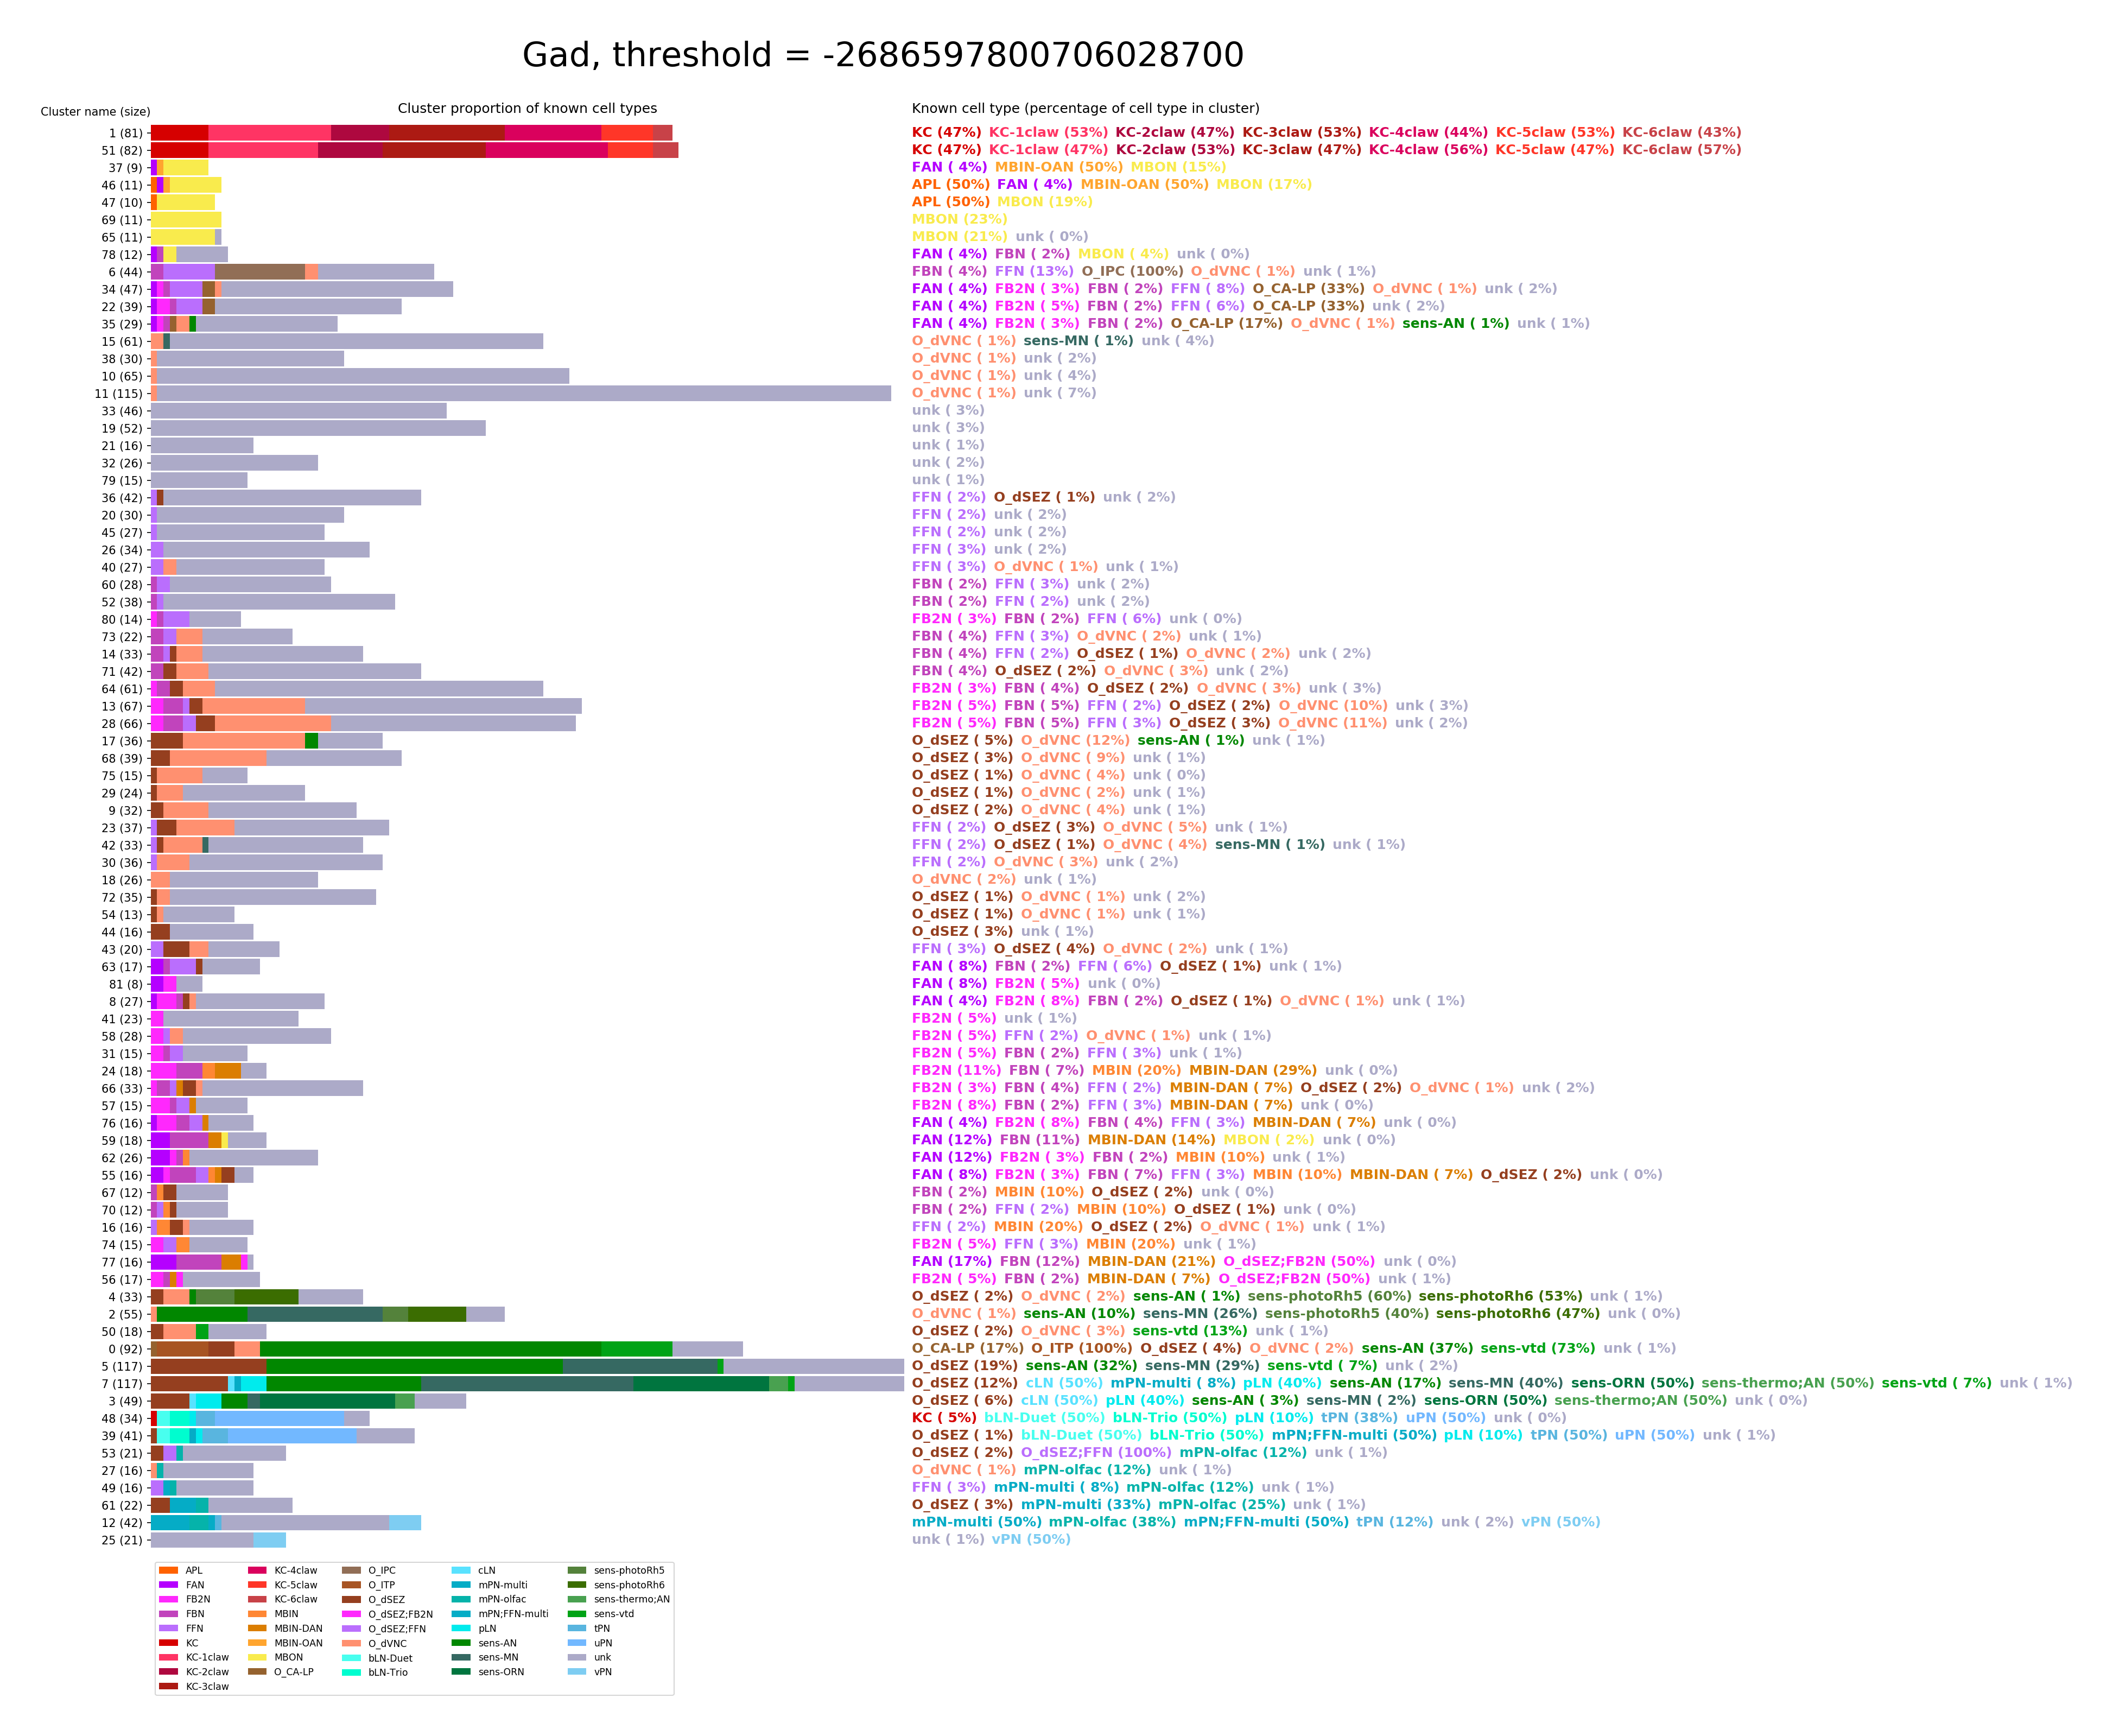 Gad, threshold = -2686597800706028700
Cluster name (size) Cluster proportion of known cell types Known cell type (percentage of cell type in cluster)
1 (81) KC (47%) KC-1claw (53%) KC-2claw (47%) KC-3claw (53%) KC-4claw (44%) KC-5claw (53%) KC-6claw (43%)
51 (82) KC (47%) KC-1claw (47%) KC-2claw (53%) KC-3claw (47%) KC-4claw (56%) KC-5claw (47%) KC-6claw (57%)
37 (9) FAN ( 4%) MBIN-OAN (50%) MBON (15%)
46 (11) APL (50%) FAN ( 4%) MBIN-OAN (50%) MBON (17%)
47 (10) APL (50%) MBON (19%)
69 (11) MBON (23%)
65 (11) MBON (21%) unk ( 0%)
78 (12) FAN ( 4%) FBN ( 2%) MBON ( 4%) unk ( 0%)
6 (44) FBN ( 4%) FFN (13%) O_IPC (100%) O_dVNC ( 1%) unk ( 1%)
34 (47) FAN ( 4%) FB2N ( 3%) FBN ( 2%) FFN ( 8%) O_CA-LP (33%) O_dVNC ( 1%) unk ( 2%)
22 (39) FAN ( 4%) FB2N ( 5%) FBN ( 2%) FFN ( 6%) O_CA-LP (33%) unk ( 2%)
35 (29) FAN ( 4%) FB2N ( 3%) FBN ( 2%) O_CA-LP (17%) O_dVNC ( 1%) sens-AN ( 1%) unk ( 1%)
15 (61) O_dVNC ( 1%) sens-MN ( 1%) unk ( 4%)
38 (30) O_dVNC ( 1%) unk ( 2%)
10 (65) O_dVNC ( 1%) unk ( 4%)
11 (115) O_dVNC ( 1%) unk ( 7%)
33 (46) unk ( 3%)
19 (52) unk ( 3%)
21 (16) unk ( 1%)
32 (26) unk ( 2%)
79 (15) unk ( 1%)
36 (42) FFN ( 2%) O_dSEZ ( 1%) unk ( 2%)
20 (30) FFN ( 2%) unk ( 2%)
45 (27) FFN ( 2%) unk ( 2%)
26 (34) FFN ( 3%) unk ( 2%)
40 (27) FFN ( 3%) O_dVNC ( 1%) unk ( 1%)
60 (28) FBN ( 2%) FFN ( 3%) unk ( 2%)
52 (38) FBN ( 2%) FFN ( 2%) unk ( 2%)
80 (14) FB2N ( 3%) FBN ( 2%) FFN ( 6%) unk ( 0%)
73 (22) FBN ( 4%) FFN ( 3%) O_dVNC ( 2%) unk ( 1%)
14 (33) FBN ( 4%) FFN ( 2%) O_dSEZ ( 1%) O_dVNC ( 2%) unk ( 2%)
71 (42) FBN ( 4%) O_dSEZ ( 2%) O_dVNC ( 3%) unk ( 2%)
64 (61) FB2N ( 3%) FBN ( 4%) O_dSEZ ( 2%) O_dVNC ( 3%) unk ( 3%)
13 (67) FB2N ( 5%) FBN ( 5%) FFN ( 2%) O_dSEZ ( 2%) O_dVNC (10%) unk ( 3%)
28 (66) FB2N ( 5%) FBN ( 5%) FFN ( 3%) O_dSEZ ( 3%) O_dVNC (11%) unk ( 2%)
17 (36) O_dSEZ ( 5%) O_dVNC (12%) sens-AN ( 1%) unk ( 1%)
68 (39) O_dSEZ ( 3%) O_dVNC ( 9%) unk ( 1%)
75 (15) O_dSEZ ( 1%) O_dVNC ( 4%) unk ( 0%)
29 (24) O_dSEZ ( 1%) O_dVNC ( 2%) unk ( 1%)
9 (32) O_dSEZ ( 2%) O_dVNC ( 4%) unk ( 1%)
23 (37) FFN ( 2%) O_dSEZ ( 3%) O_dVNC ( 5%) unk ( 1%)
42 (33) FFN ( 2%) O_dSEZ ( 1%) O_dVNC ( 4%) sens-MN ( 1%) unk ( 1%)
30 (36) FFN ( 2%) O_dVNC ( 3%) unk ( 2%)
18 (26) O_dVNC ( 2%) unk ( 1%)
72 (35) O_dSEZ ( 1%) O_dVNC ( 1%) unk ( 2%)
54 (13) O_dSEZ ( 1%) O_dVNC ( 1%) unk ( 1%)
44 (16) O_dSEZ ( 3%) unk ( 1%)
43 (20) FFN ( 3%) O_dSEZ ( 4%) O_dVNC ( 2%) unk ( 1%)
63 (17) FAN ( 8%) FBN ( 2%) FFN ( 6%) O_dSEZ ( 1%) unk ( 1%)
81 (8) FAN ( 8%) FB2N ( 5%) unk ( 0%)
8 (27) FAN ( 4%) FB2N ( 8%) FBN ( 2%) O_dSEZ ( 1%) O_dVNC ( 1%) unk ( 1%)
41 (23) FB2N ( 5%) unk ( 1%)
58 (28) FB2N ( 5%) FFN ( 2%) O_dVNC ( 1%) unk ( 1%)
31 (15) FB2N ( 5%) FBN ( 2%) FFN ( 3%) unk ( 1%)
24 (18) FB2N (11%) FBN ( 7%) MBIN (20%) MBIN-DAN (29%) unk ( 0%)
66 (33) FB2N ( 3%) FBN ( 4%) FFN ( 2%) MBIN-DAN ( 7%) O_dSEZ ( 2%) O_dVNC ( 1%) unk ( 2%)
57 (15) FB2N ( 8%) FBN ( 2%) FFN ( 3%) MBIN-DAN ( 7%) unk ( 0%)
76 (16) FAN ( 4%) FB2N ( 8%) FBN ( 4%) FFN ( 3%) MBIN-DAN ( 7%) unk ( 0%)
59 (18) FAN (12%) FBN (11%) MBIN-DAN (14%) MBON ( 2%) unk ( 0%)
62 (26) FAN (12%) FB2N ( 3%) FBN ( 2%) MBIN (10%) unk ( 1%)
55 (16) FAN ( 8%) FB2N ( 3%) FBN ( 7%) FFN ( 3%) MBIN (10%) MBIN-DAN ( 7%) O_dSEZ ( 2%) unk ( 0%)
67 (12) FBN ( 2%) MBIN (10%) O_dSEZ ( 2%) unk ( 0%)
70 (12) FBN ( 2%) FFN ( 2%) MBIN (10%) O_dSEZ ( 1%) unk ( 0%)
16 (16) FFN ( 2%) MBIN (20%) O_dSEZ ( 2%) O_dVNC ( 1%) unk ( 1%)
74 (15) FB2N ( 5%) FFN ( 3%) MBIN (20%) unk ( 1%)
77 (16) FAN (17%) FBN (12%) MBIN-DAN (21%) O_dSEZ;FB2N (50%) unk ( 0%)
56 (17) FB2N ( 5%) FBN ( 2%) MBIN-DAN ( 7%) O_dSEZ;FB2N (50%) unk ( 1%)
4 (33) O_dSEZ ( 2%) O_dVNC ( 2%) sens-AN ( 1%) sens-photoRh5 (60%) sens-photoRh6 (53%) unk ( 1%)
2 (55) O_dVNC ( 1%) sens-AN (10%) sens-MN (26%) sens-photoRh5 (40%) sens-photoRh6 (47%) unk ( 0%)
50 (18) O_dSEZ ( 2%) O_dVNC ( 3%) sens-vtd (13%) unk ( 1%)
0 (92) O_CA-LP (17%) O_ITP (100%) O_dSEZ ( 4%) O_dVNC ( 2%) sens-AN (37%) sens-vtd (73%) unk ( 1%)
5 (117) O_dSEZ (19%) sens-AN (32%) sens-MN (29%) sens-vtd ( 7%) unk ( 2%)
7 (117) O_dSEZ (12%) cLN (50%) mPN-multi ( 8%) pLN (40%) sens-AN (17%) sens-MN (40%) sens-ORN (50%) sens-thermo;AN (50%) sens-vtd ( 7%) unk ( 1%)
3 (49) O_dSEZ ( 6%) cLN (50%) pLN (40%) sens-AN ( 3%) sens-MN ( 2%) sens-ORN (50%) sens-thermo;AN (50%) unk ( 0%)
48 (34) KC ( 5%) bLN-Duet (50%) bLN-Trio (50%) pLN (10%) tPN (38%) uPN (50%) unk ( 0%)
39 (41) O_dSEZ ( 1%) bLN-Duet (50%) bLN-Trio (50%) mPN;FFN-multi (50%) pLN (10%) tPN (50%) uPN (50%) unk ( 1%)
53 (21) O_dSEZ ( 2%) O_dSEZ;FFN (100%) mPN-olfac (12%) unk ( 1%)
27 (16) O_dVNC ( 1%) mPN-olfac (12%) unk ( 1%)
49 (16) FFN ( 3%) mPN-multi ( 8%) mPN-olfac (12%) unk ( 1%)
61 (22) O_dSEZ ( 3%) mPN-multi (33%) mPN-olfac (25%) unk ( 1%)
12 (42) mPN-multi (50%) mPN-olfac (38%) mPN;FFN-multi (50%) tPN (12%) unk ( 2%) vPN (50%)
25 (21) unk ( 1%) vPN (50%)
APL KC-4claw O_IPC cLN sens-photoRh5
FAN KC-5claw O_ITP mPN-multi sens-photoRh6
FB2N KC-6claw O_dSEZ mPN-olfac sens-thermo;AN
FBN MBIN O_dSEZ;FB2N mPN;FFN-multi sens-vtd
FFN MBIN-DAN O_dSEZ;FFN pLN tPN
KC MBIN-OAN O_dVNC sens-AN uPN
KC-1claw MBON bLN-Duet sens-MN unk
KC-2claw O_CA-LP bLN-Trio sens-ORN vPN
KC-3claw